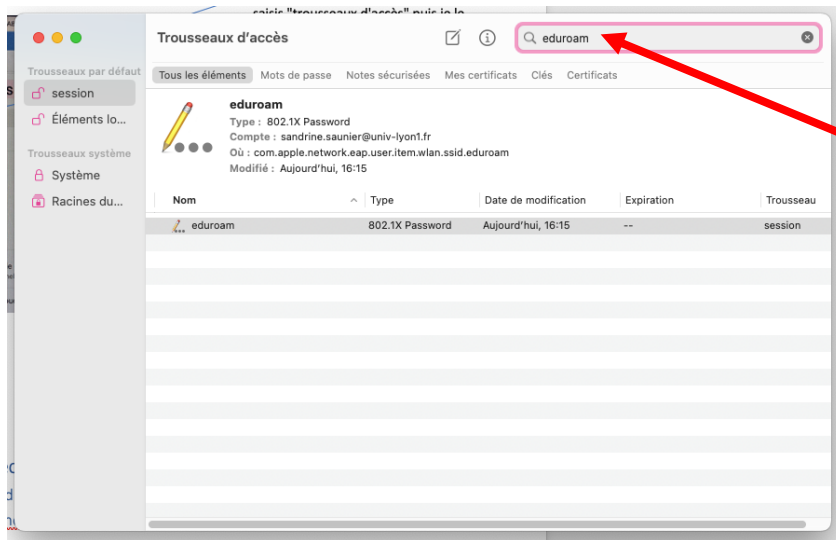 saisis "trousseaux d'accès" puis je le
Trousseaux d'accès
eduroam
Trousseaux par défaut
session
Éléments lo...
Trousseaux système
Système
Racines du...
Tous les éléments Mots de passe Notes sécurisées Mes certificats Clés Certificats
eduroam
Type : 802.1X Password
Compte : sandrine.saunier@univ-lyon1.fr
Où : com.apple.network.eap.user.item.wlan.ssid.eduroam
Modifié : Aujourd'hui, 16:15
Nom Type Date de modification Expiration Trousseau
eduroam 802.1X Password Aujourd'hui, 16:15 -- session